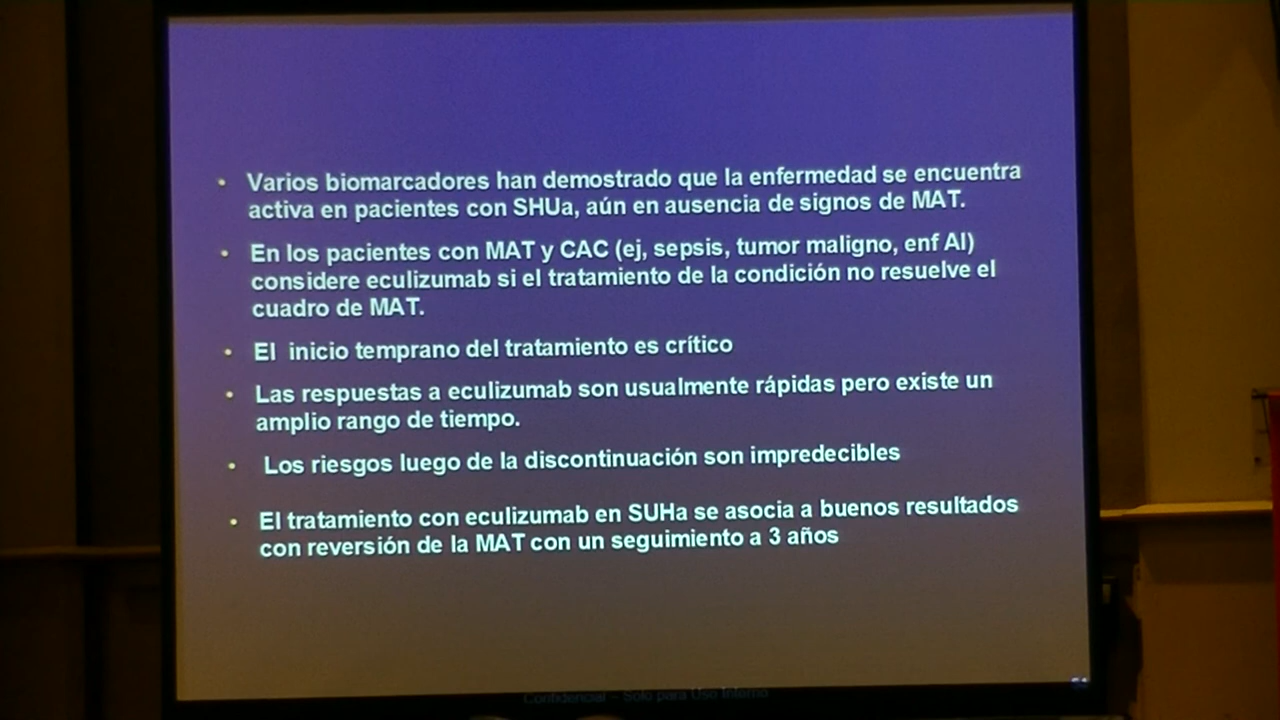 • Varios biomarcadores han demostrado que la enfermedad se encuentra
activa en pacientes con SHUa, aún en ausencia de signos de MAT.
• En los pacientes con MAT y CAC (ej, sepsis, tumor maligno, enf AI)
considere eculizumab si el tratamiento de la condición no resuelve el
cuadro de MAT.
• El inicio temprano del tratamiento es crítico
• Las respuestas a eculizumab son usualmente rápidas pero existe un
amplio rango de tiempo.
• Los riesgos luego de la discontinuación son impredecibles
• El tratamiento con eculizumab en SUHa se asocia a buenos resultados
con reversión de la MAT con un seguimiento a 3 años
Confidencial – Solo para Uso Interno